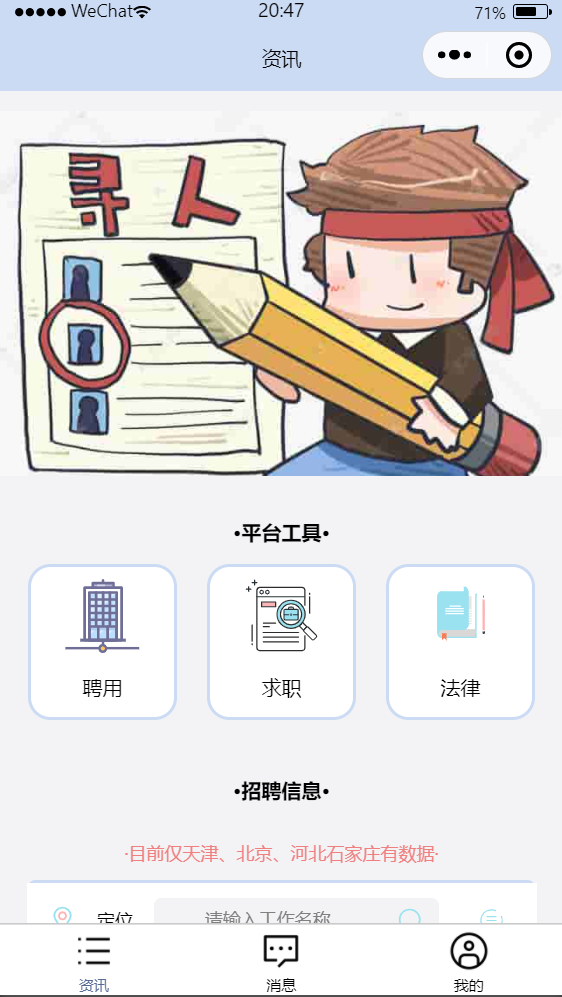 ●●●●● WeChat 20:47 71%
资讯
寻人
•平台工具•
聘用 求职 法律
•招聘信息•
·目前仅天津、北京、河北石家庄有数据·
定位 请输入工作名称
资讯 消息 我的